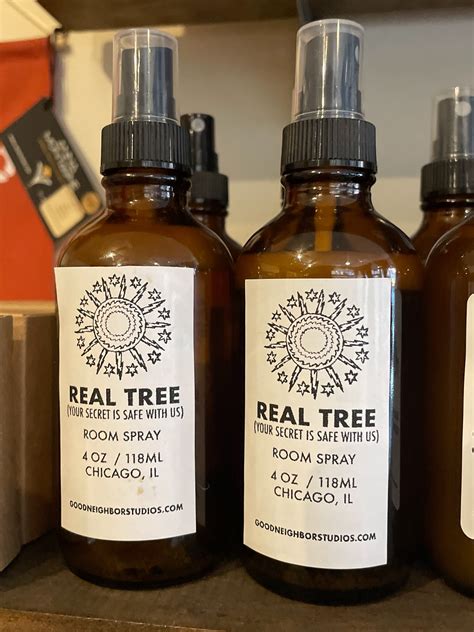 REAL TREE
(YOUR SECRET IS SAFE WITH US)
ROOM SPRAY
4 OZ / 118ML
CHICAGO, IL
GOODNEIGHBORSTUDIOS.COM
REAL TREE
(YOUR SECRET IS SAFE WITH US)
ROOM SPRAY
4 OZ / 118ML
CHICAGO, IL
GOODNEIGHBORSTUDIOS.COM